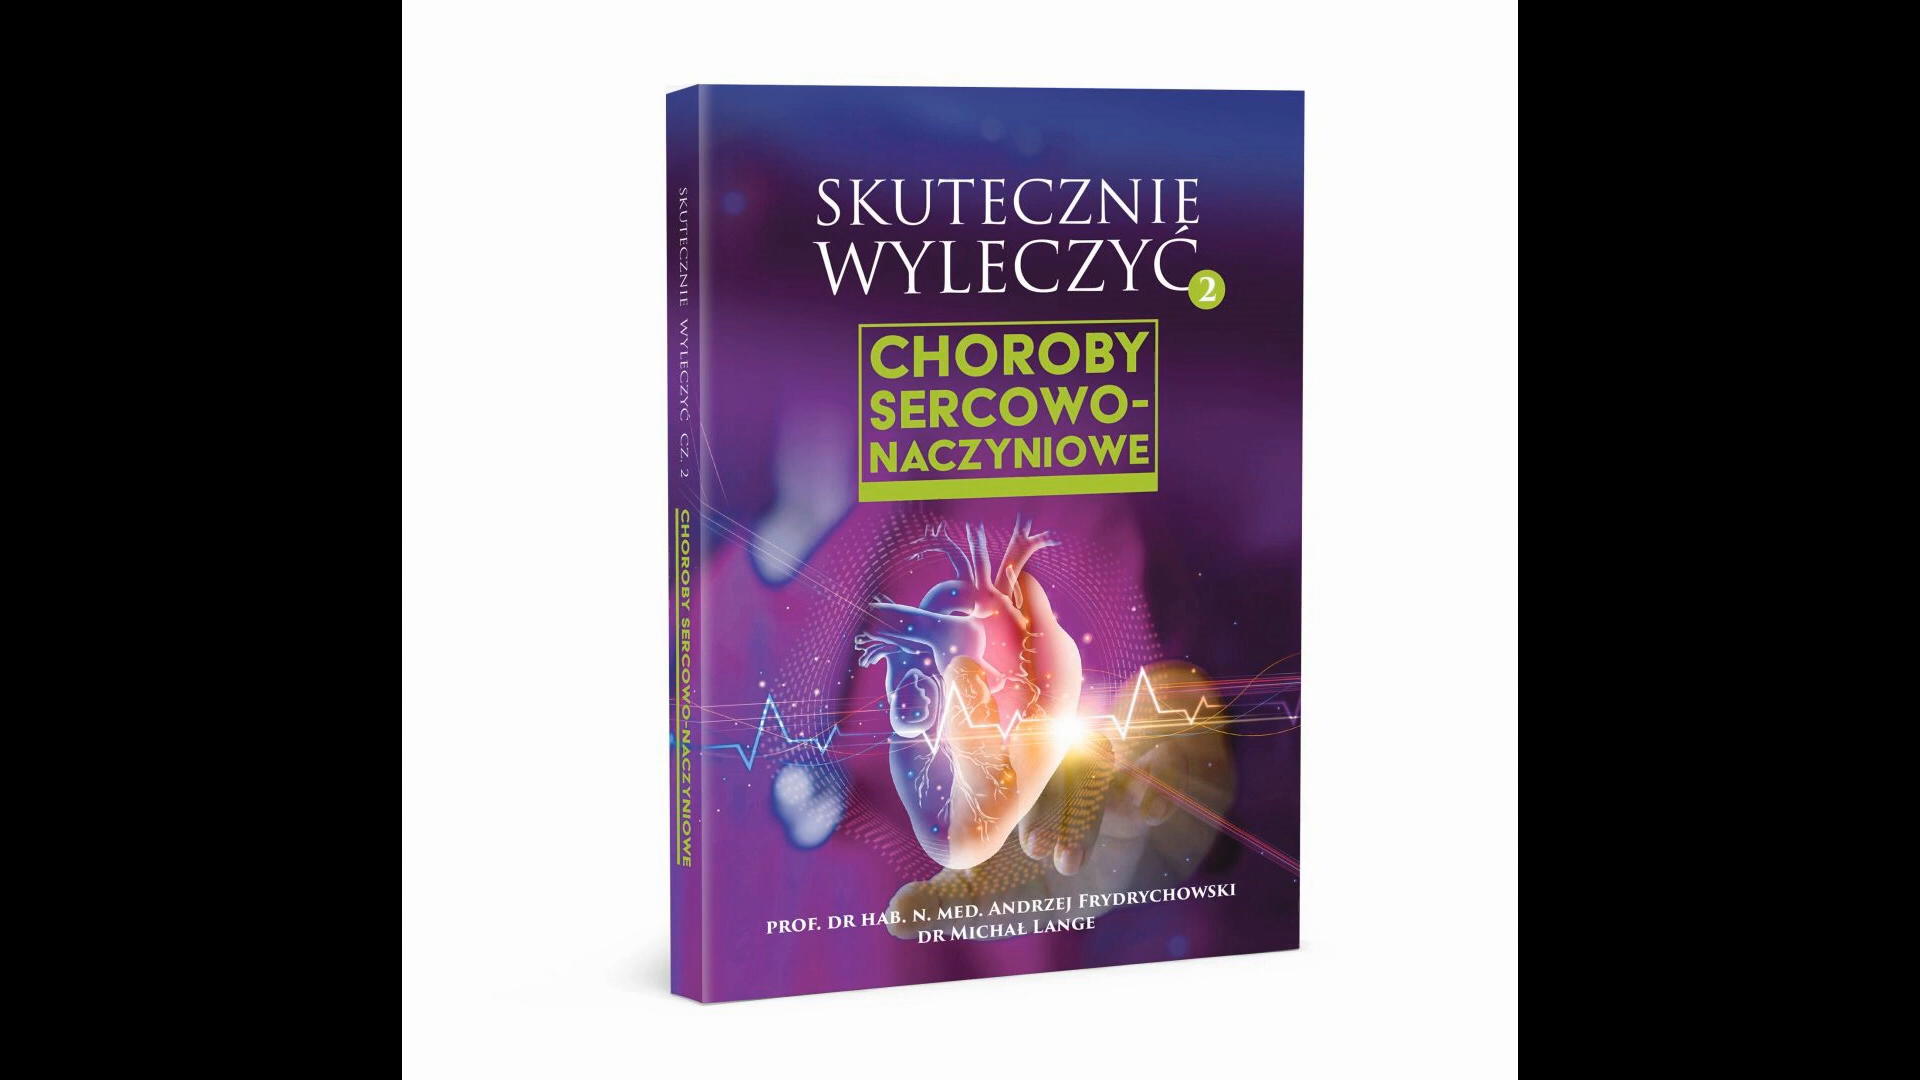 SKUTECZNIE
WYLECZYĆ 2
CHOROBY
SERCOWO-
NACZYNIOWE
PROF. DR HAB. N. MED. ANDRZEJ FRYDRYCHOWSKI
DR MICHAŁ LANGE
SKUTECZNIE WYLECZYĆ CZ. 2 CHOROBY SERCOWO-NACZYNIOWE